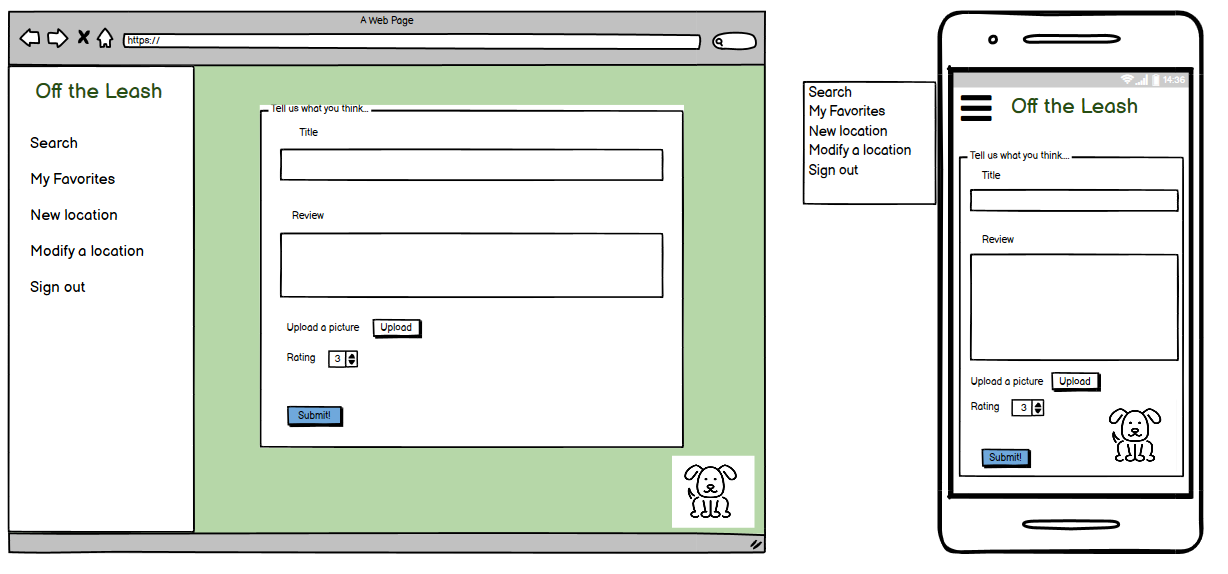 A Web Page
https://
Off the Leash
Search
My Favorites
New location
Modify a location
Sign out
Tell us what you think...
Title
Review
Upload a picture Upload
Rating 3
Submit!
Search
My Favorites
New location
Modify a location
Sign out
14:36
Off the Leash
Tell us what you think....
Title
Review
Upload a picture Upload
Rating 3
Submit!